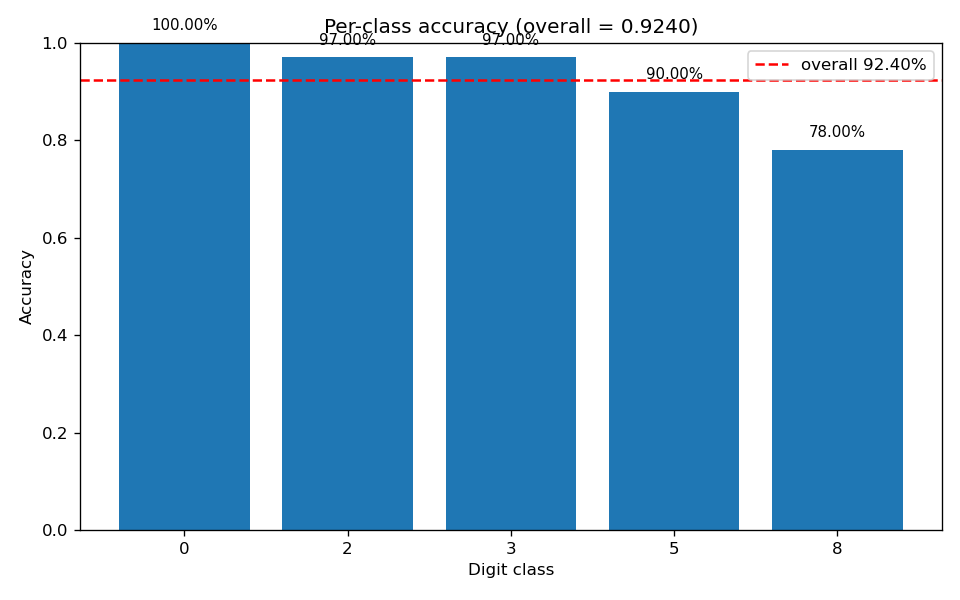 Per-class accuracy (overall = 0.9240)
100.00%
97.00%
97.00%
90.00%
78.00%
overall 92.40%
1.0
0.8
0.6
0.4
0.2
0.0
Accuracy
0 2 3 5 8
Digit class